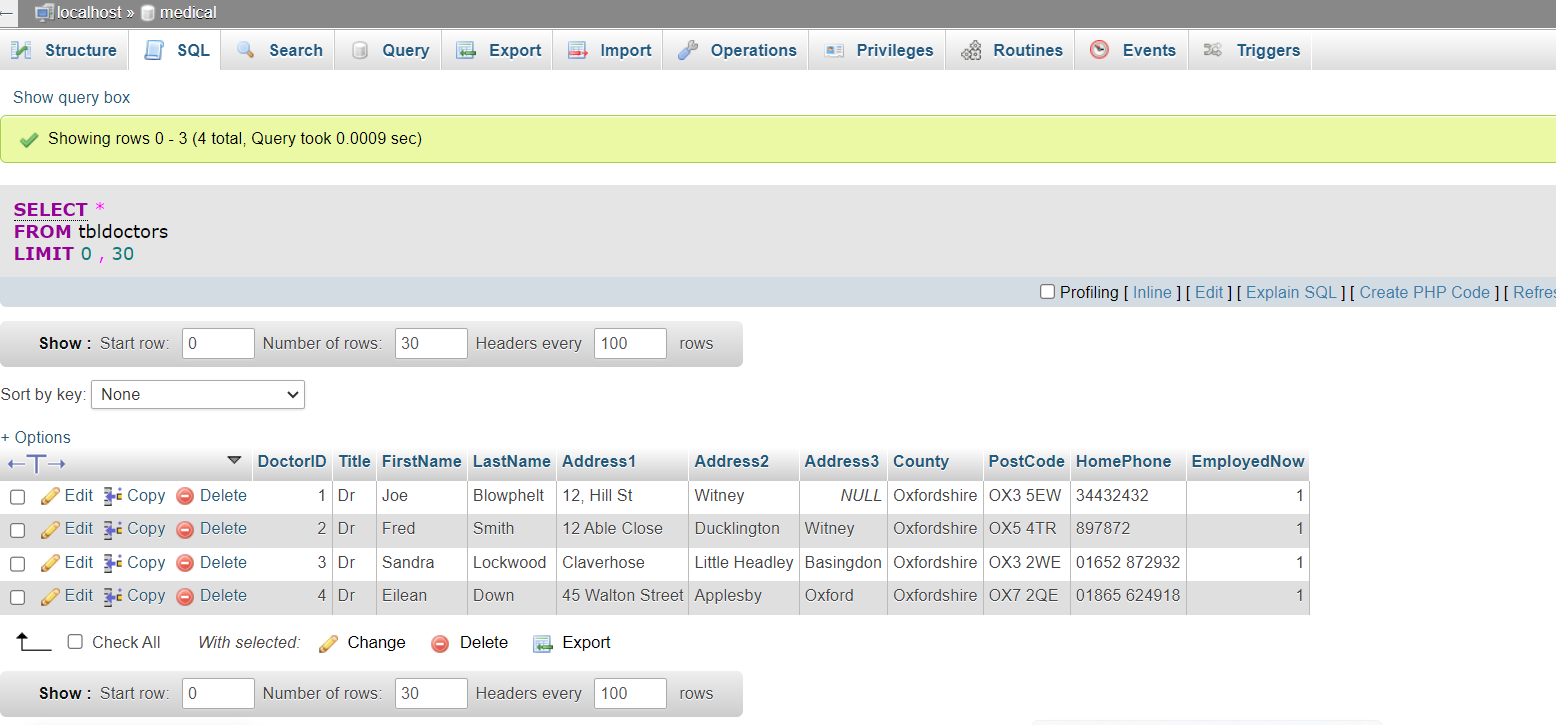 localhost » medical
Structure SQL Search Query Export Import Operations Privileges Routines Events Triggers
Show query box
Showing rows 0 - 3 (4 total, Query took 0.0009 sec)
SELECT *
FROM tbldoctors
LIMIT 0 , 30
Profiling [ Inline ] [ Edit ] [ Explain SQL ] [ Create PHP Code ] [ Refres
Show : Start row: 0 Number of rows: 30 Headers every 100 rows
Sort by key: None
+ Options
←T→ DoctorID Title FirstName LastName Address1 Address2 Address3 County PostCode HomePhone EmployedNow
Edit Copy Delete 1 Dr Joe Blowphelt 12, Hill St Witney NULL Oxfordshire OX3 5EW 34432432 1
Edit Copy Delete 2 Dr Fred Smith 12 Able Close Ducklington Witney Oxfordshire OX5 4TR 897872 1
Edit Copy Delete 3 Dr Sandra Lockwood Claverhose Little Headley Basingdon Oxfordshire OX3 2WE 01652 872932 1
Edit Copy Delete 4 Dr Eilean Down 45 Walton Street Applesby Oxford Oxfordshire OX7 2QE 01865 624918 1
Check All With selected: Change Delete Export
Show : Start row: 0 Number of rows: 30 Headers every 100 rows